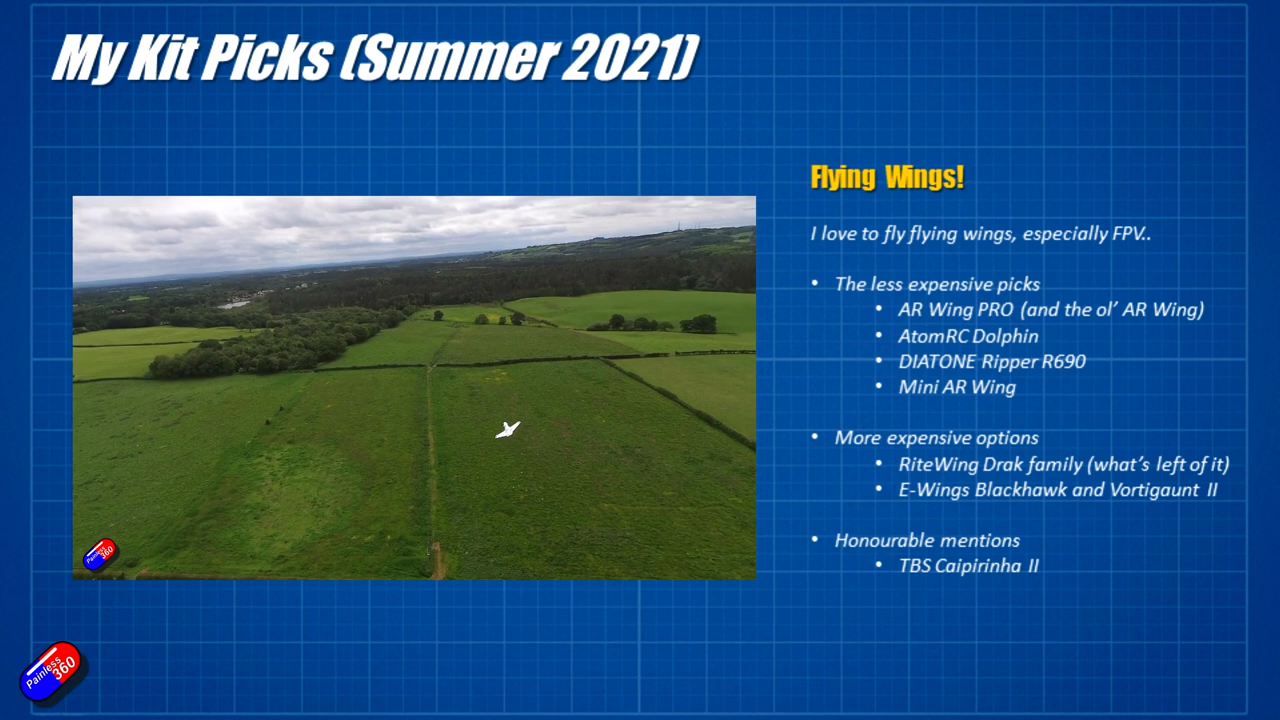 My Kit Picks (Summer 2021)
Flying Wings!
I love to fly flying wings, especially FPV..
• The less expensive picks
• AR Wing PRO (and the ol’ AR Wing)
• AtomRC Dolphin
• DIATONE Ripper R690
• Mini AR Wing
• More expensive options
• RiteWing Drak family (what’s left of it)
• E-Wings Blackhawk and Vortigaunt II
• Honourable mentions
• TBS Caipirinha II
Painless
360
Painless
360